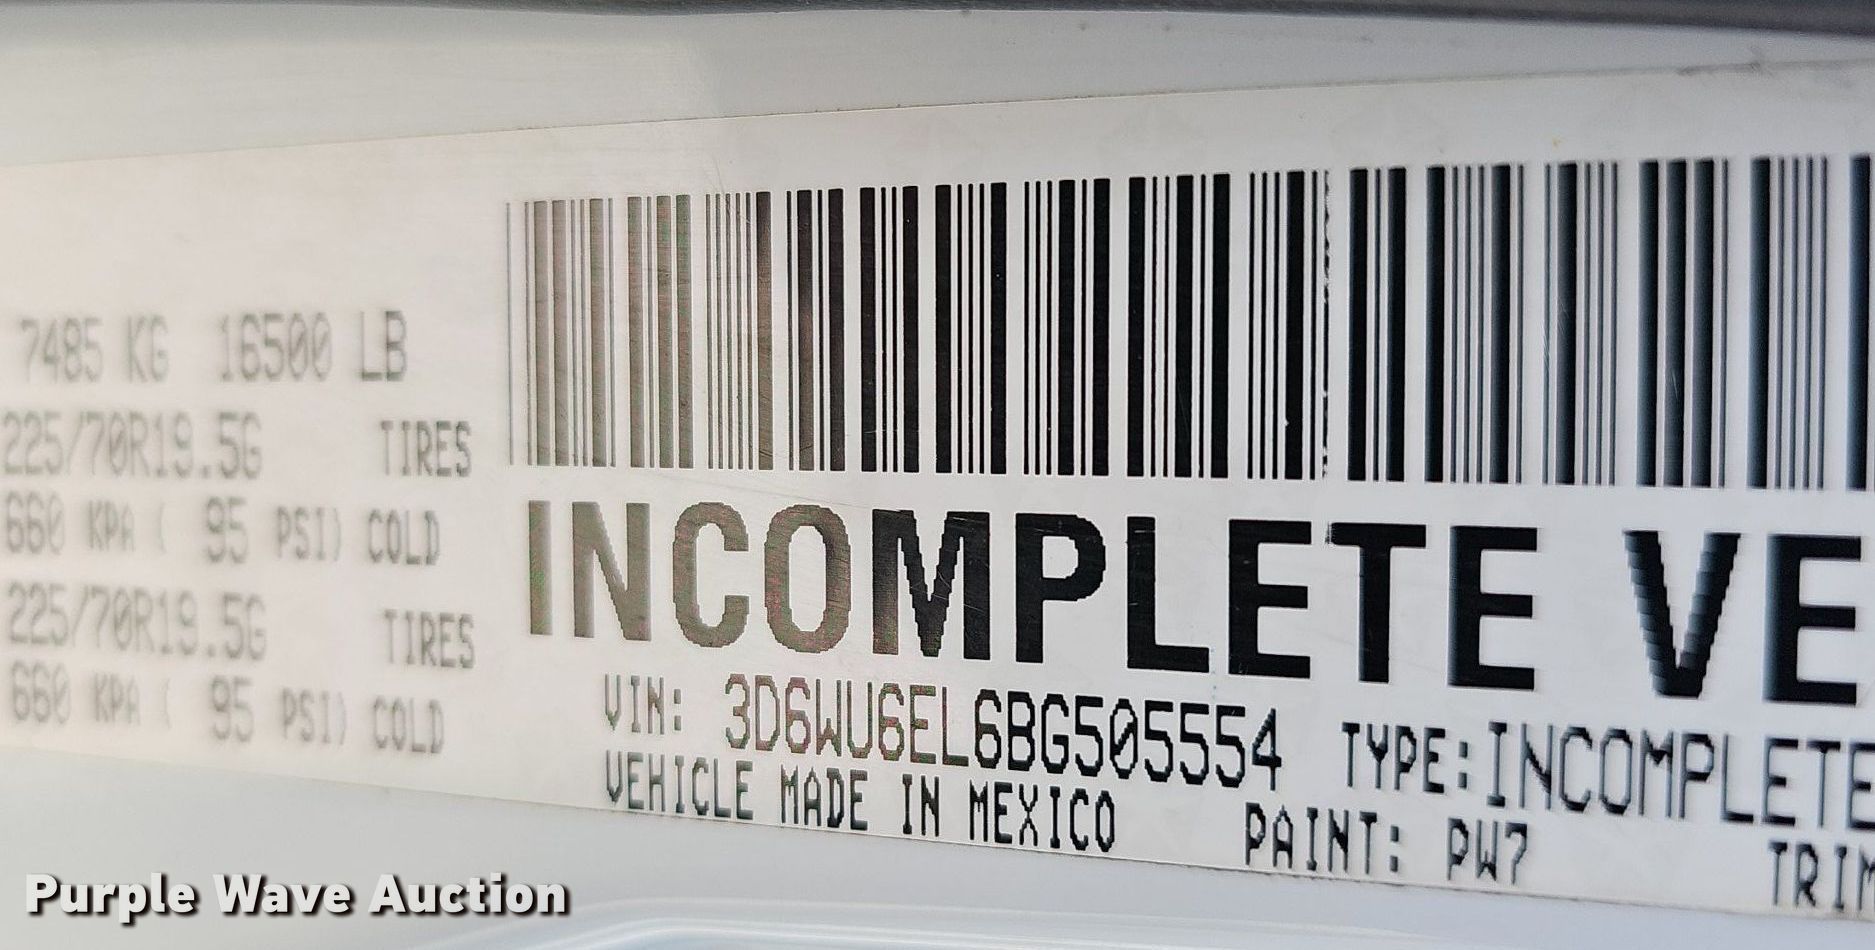 7485 KG 16500 LB
225/70R19.5G TIRES
660 KPA ( 95 PSI) COLD
225/70R19.5G TIRES
660 KPA ( 95 PSI) COLD
INCOMPLETE VE
VIN: 3D6WU6EL6BG505554 TYPE:INCOMPLETE
VEHICLE MADE IN MEXICO PAINT: PW7
TRIM
Purple Wave Auction